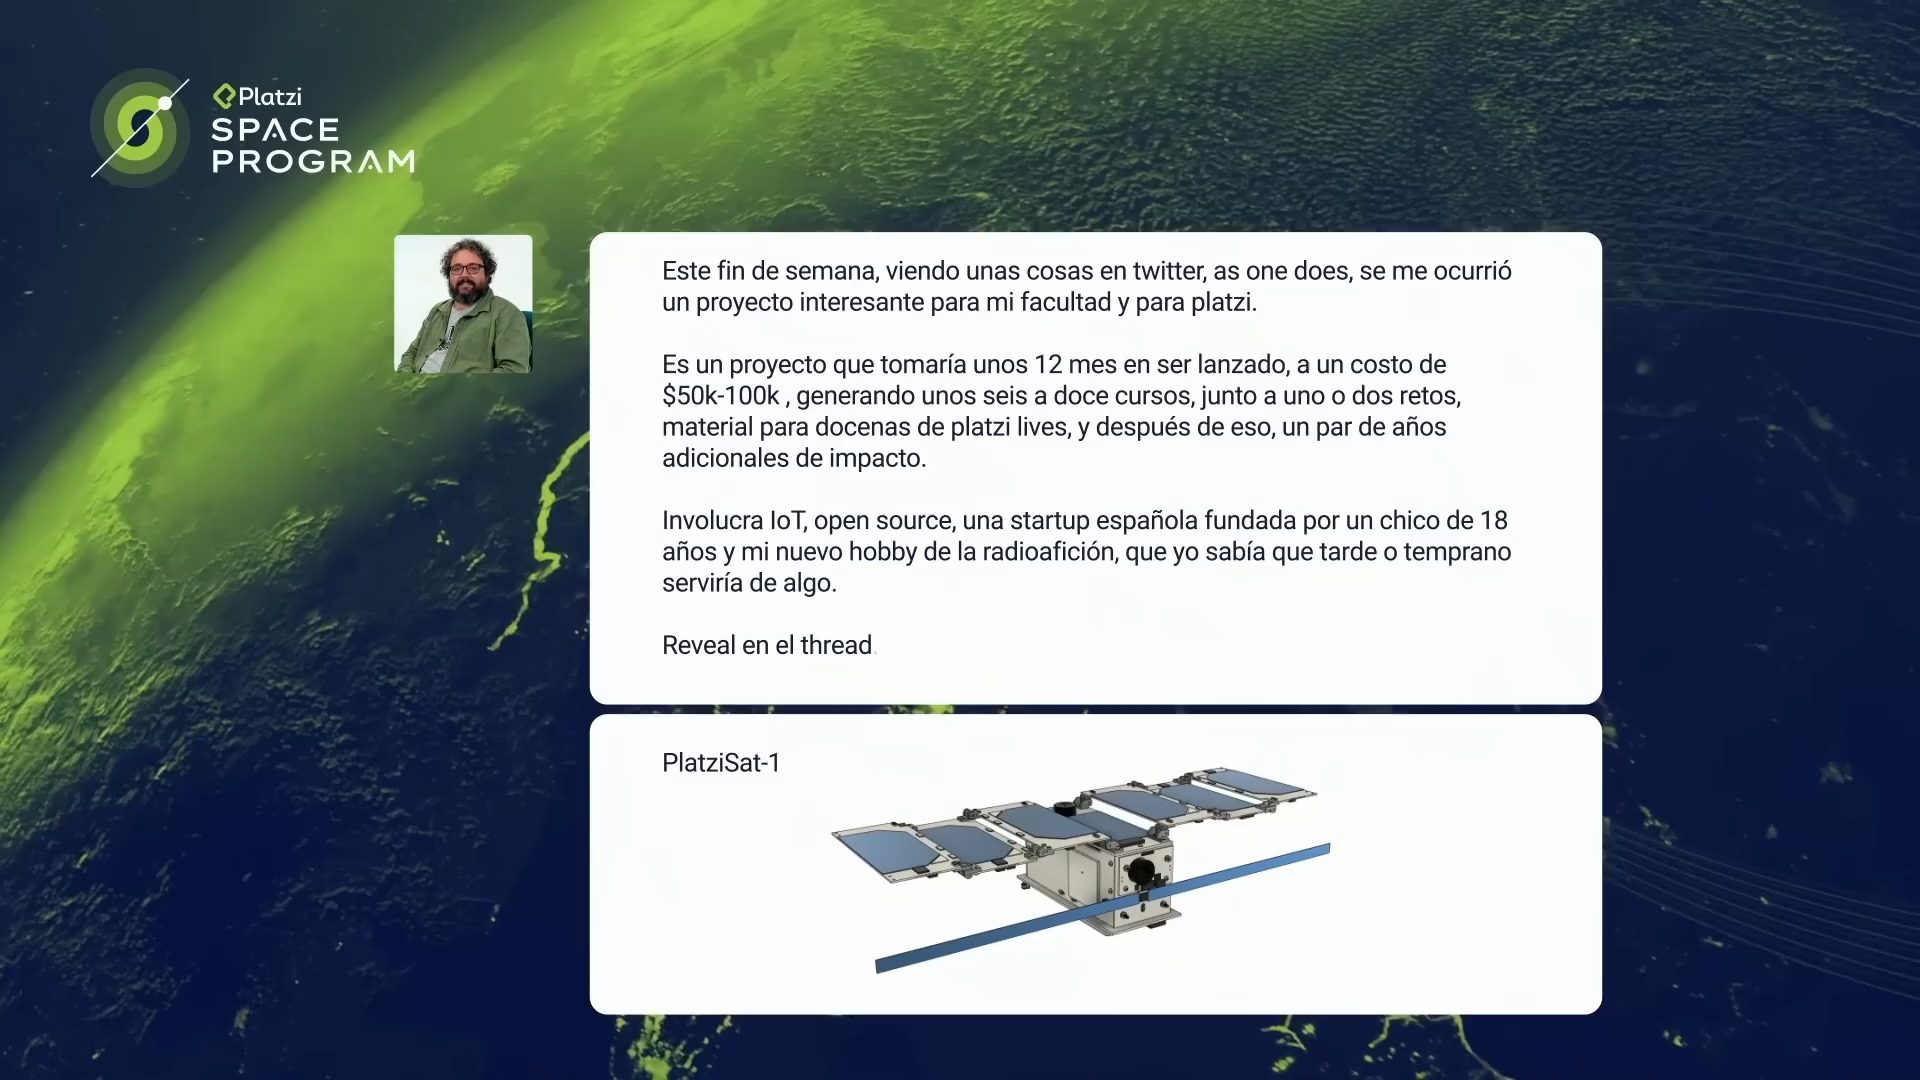 Platzi
SPACE
PROGRAM
Este fin de semana, viendo unas cosas en twitter, as one does, se me ocurrió
un proyecto interesante para mi facultad y para platzi.
Es un proyecto que tomaría unos 12 mes en ser lanzado, a un costo de
$50k-100k , generando unos seis a doce cursos, junto a uno o dos retos,
material para docenas de platzi lives, y después de eso, un par de años
adicionales de impacto.
Involucra IoT, open source, una startup española fundada por un chico de 18
años y mi nuevo hobby de la radioafición, que yo sabía que tarde o temprano
serviría de algo.
Reveal en el thread.
PlatziSat-1